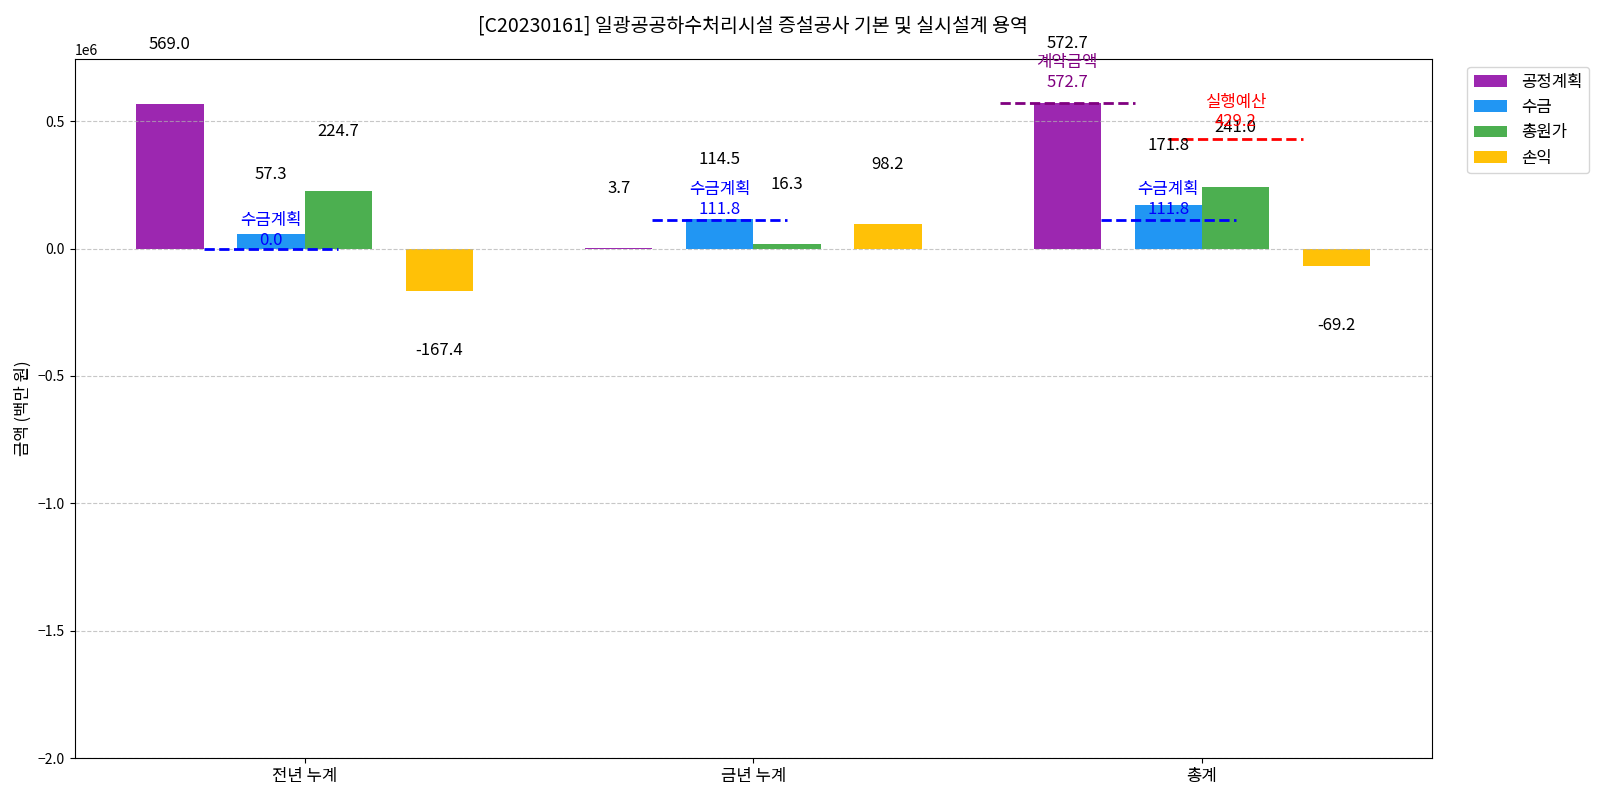 [C20230161] 일광공공하수처리시설 증설공사 기본 및 실시설계 용역
1e6
569.0
57.3
224.7
수금계획
0.0
-167.4
3.7
114.5
수금계획
111.8
16.3
98.2
572.7
계약금액
572.7
171.8
수금계획
111.8
실행예산
429.2
241.0
-69.2
공정계획
수금
총원가
손익
금액 (백만 원)
0.5
0.0
−0.5
−1.0
−1.5
−2.0
전년 누계
금년 누계
총계